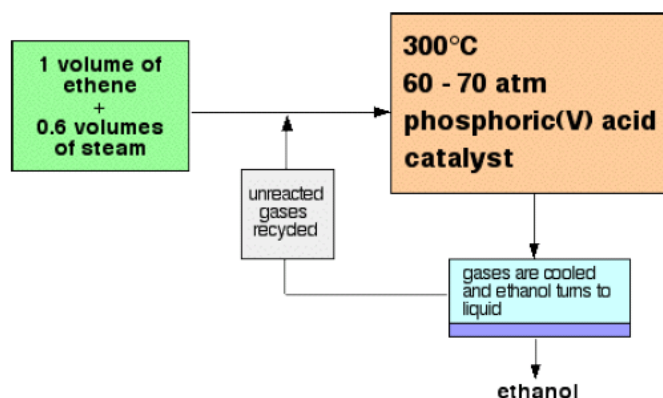 1 volume of
ethene
+
0.6 volumes
of steam
300°C
60 - 70 atm
phosphoric(V) acid
catalyst
unreacted
gases
recycled
gases are cooled
and ethanol turns to
liquid
ethanol